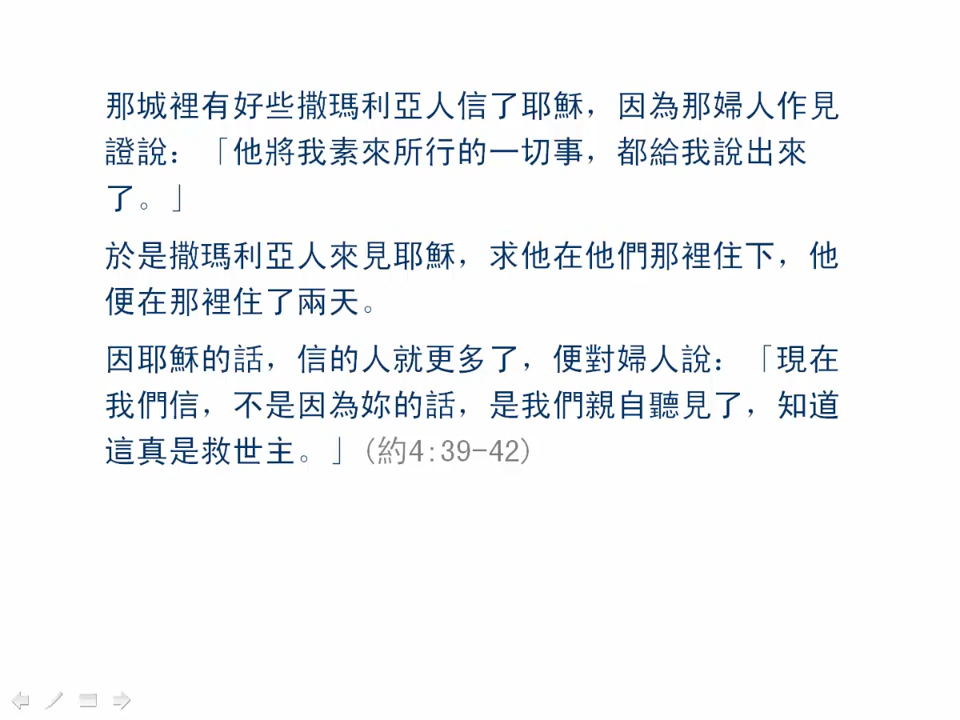 那城裡有好些撒瑪利亞人信了耶穌，因為那婦人作見
證說：「他將我素來所行的一切事，都給我說出來
了。」
於是撒瑪利亞人來見耶穌，求他在他們那裡住下，他
便在那裡住了兩天。
因耶穌的話，信的人就更多了，便對婦人說：「現在
我們信，不是因為妳的話，是我們親自聽見了，知道
這真是救世主。」(約4:39-42)